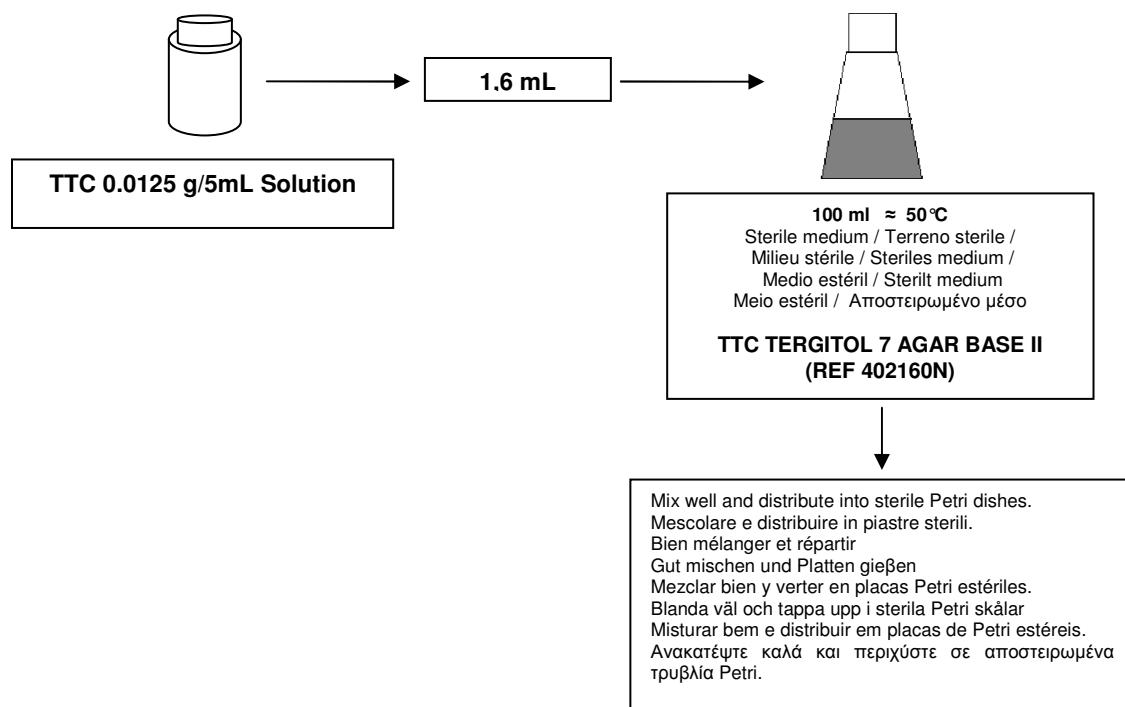 1.6 mL
TTC 0.0125 g/5mL Solution
100 ml ≈ 50°C
Sterile medium / Terreno sterile /
Milieu stérile / Steriles medium /
Medio estéril / Sterilt medium
Meio estéril / Αποστειρωμένο μέσο
TTC TERGITOL 7 AGAR BASE II
(REF 402160N)
Mix well and distribute into sterile Petri dishes.
Mescolare e distribuire in piastre sterili.
Bien mélanger et répartir
Gut mischen und Platten gieβen
Mezclar bien y verter en placas Petri estériles.
Blanda väl och tappa upp i sterila Petri skålar
Misturar bem e distribuir em placas de Petri estéreis.
Ανακατέψτε καλά και περιχύστε σε αποστειρωμένα
τρυβλία Petri.